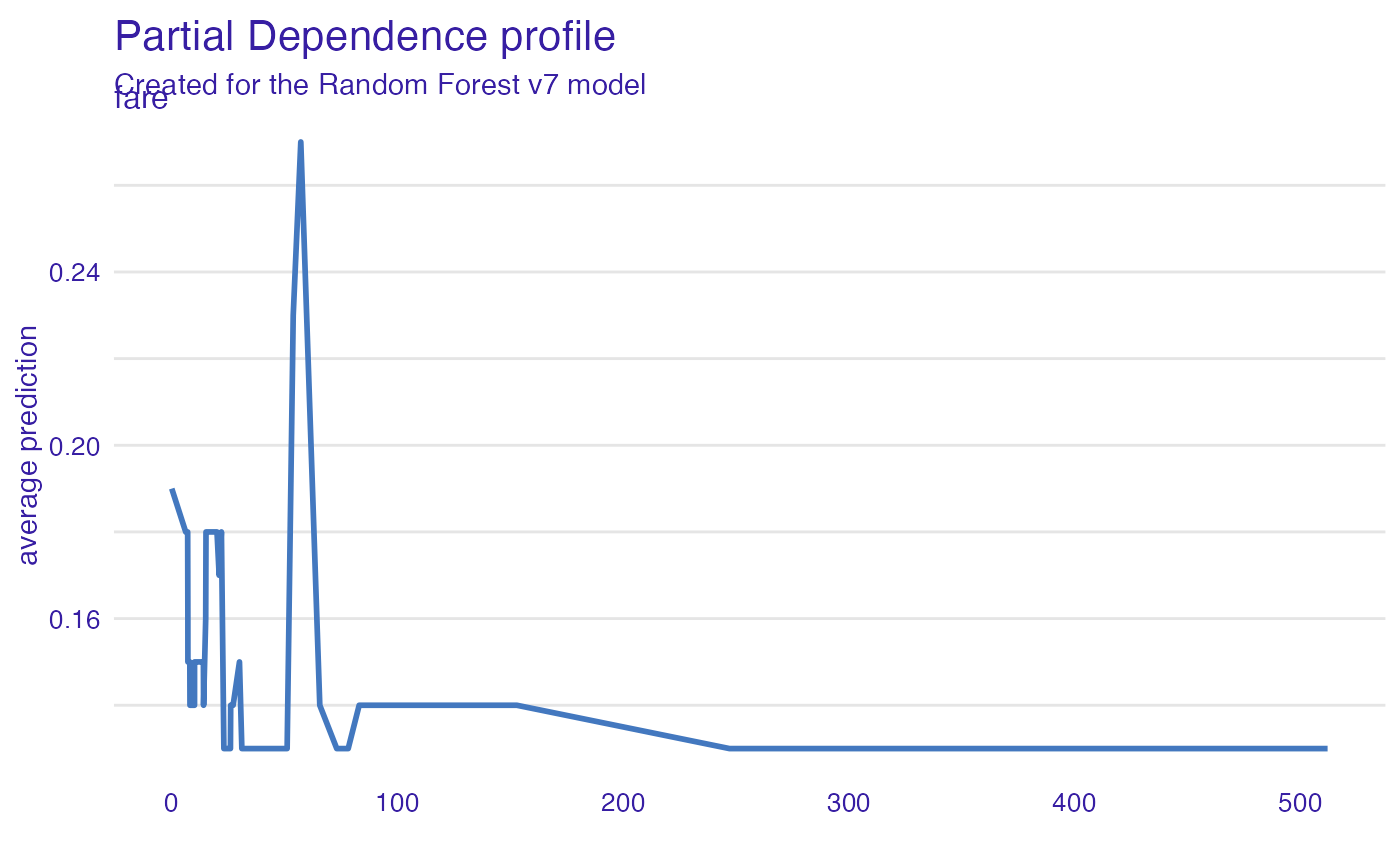 Partial Dependence profile
Created for the Random Forest v7 model
fare
average prediction
0.24
0.20
0.16
0 100 200 300 400 500